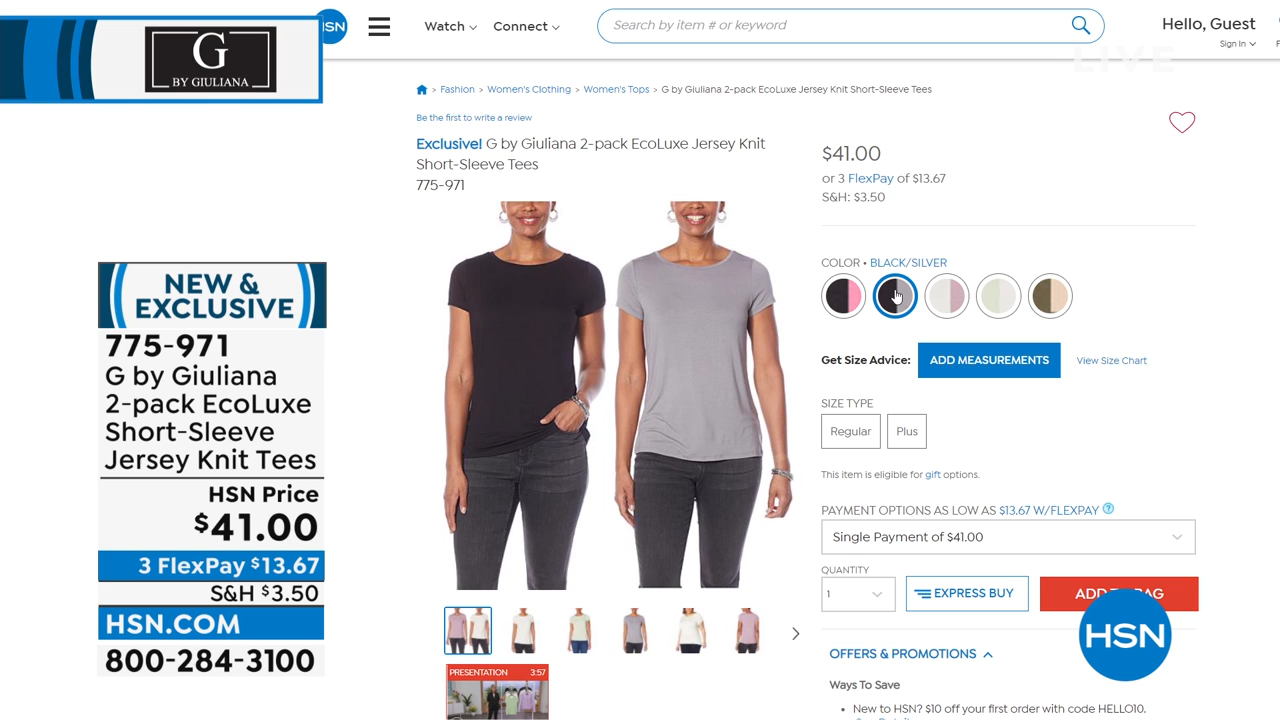 G
BY GIULIANA
HSN
Watch
Connect
Search by item # or keyword
Hello, Guest
Sign In
LIVE
> Fashion > Women's Clothing > Women's Tops > G by Giuliana 2-pack EcoLuxe Jersey Knit Short-Sleeve Tees
Be the first to write a review
Exclusive! G by Giuliana 2-pack EcoLuxe Jersey Knit
Short-Sleeve Tees
775-971
$41.00
or 3 FlexPay of $13.67
S&H: $3.50
COLOR • BLACK/SILVER
Get Size Advice:
ADD MEASUREMENTS
View Size Chart
SIZE TYPE
Regular
Plus
This item is eligible for gift options.
PAYMENT OPTIONS AS LOW AS $13.67 W/FLEXPAY ?
Single Payment of $41.00
QUANTITY
1
EXPRESS BUY
ADD TO BAG
OFFERS & PROMOTIONS
Ways To Save
• New to HSN? $10 off your first order with code HELLO10.
HSN
PRESENTATION 3:57
NEW &
EXCLUSIVE
775-971
G by Giuliana
2-pack EcoLuxe
Short-Sleeve
Jersey Knit Tees
HSN Price
$41.00
3 FlexPay $13.67
S&H $3.50
HSN.COM
800-284-3100